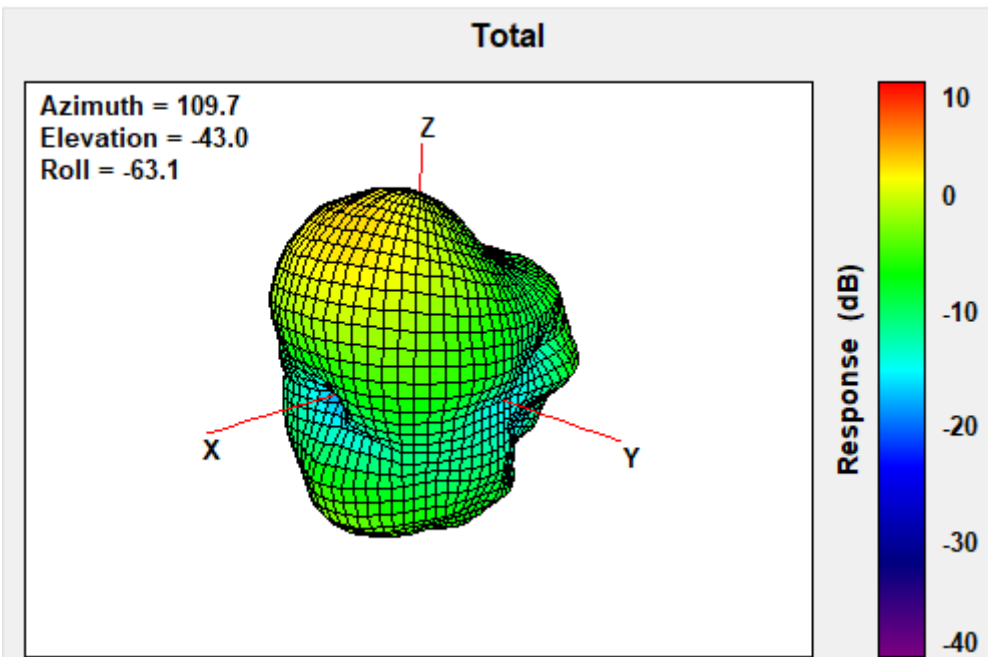 Total
Azimuth = 109.7
Elevation = -43.0
Roll = -63.1
Z
X
Y
10
0
-10
-20
-30
-40
Response (dB)